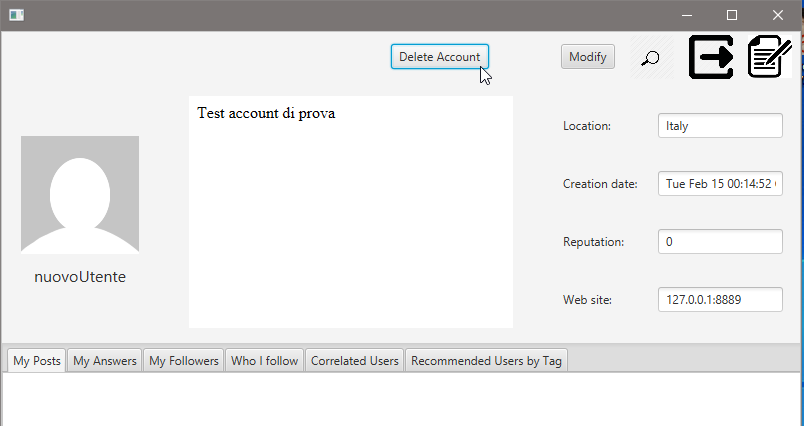 Delete Account
Modify
Test account di prova
nuovoUtente
Location:
Italy
Creation date:
Tue Feb 15 00:14:52
Reputation:
0
Web site:
127.0.0.1:8889
My Posts
My Answers
My Followers
Who I follow
Correlated Users
Recommended Users by Tag